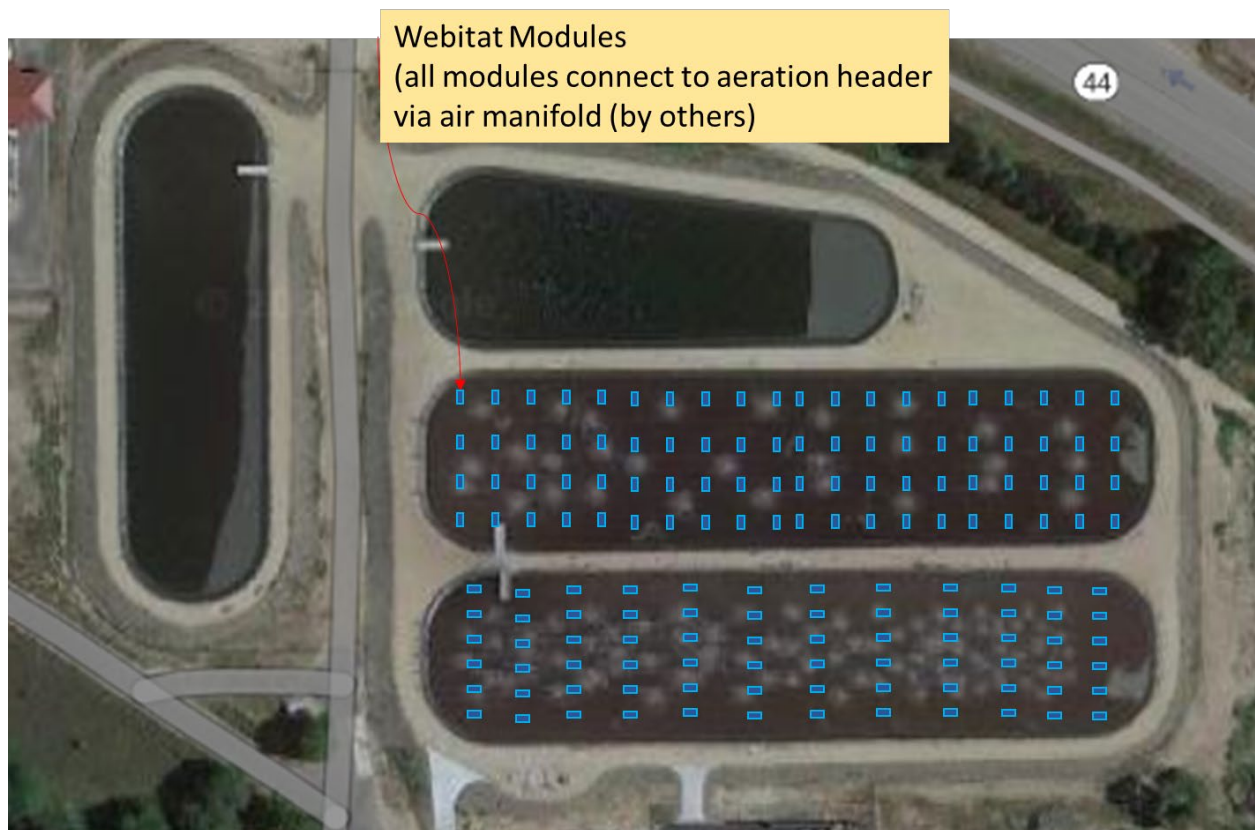 Webitat Modules
(all modules connect to aeration header
via air manifold (by others)
44